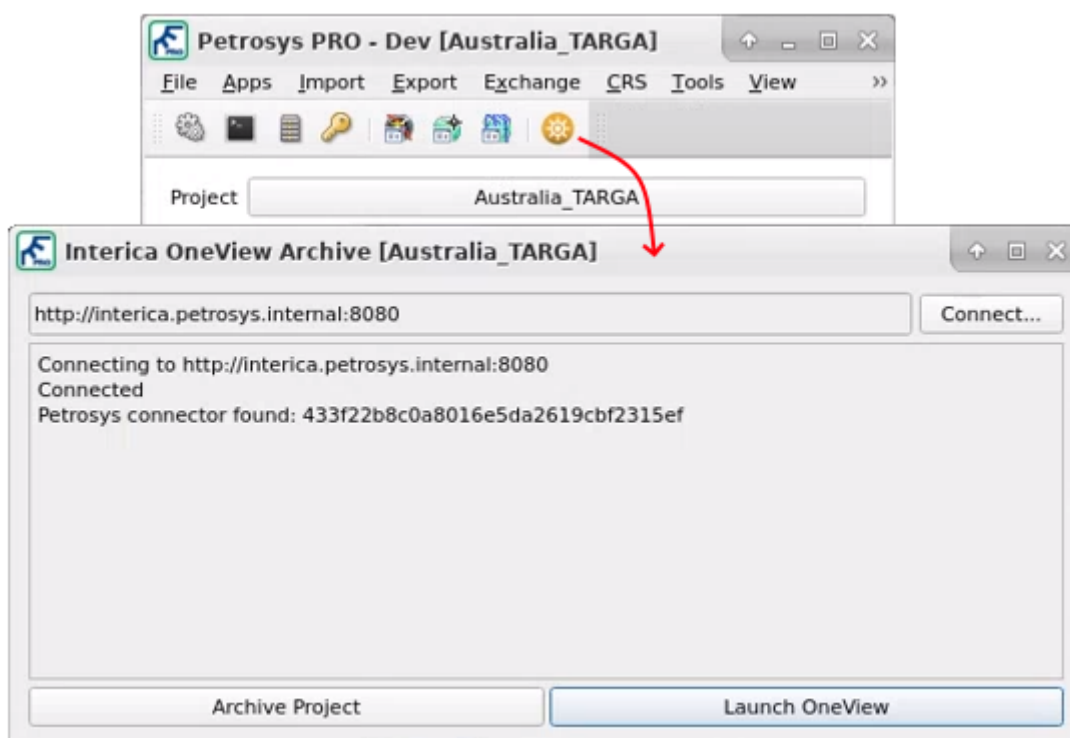 Petrosys PRO - Dev [Australia_TARGA]
File Apps Import Export Exchange CRS Tools View »
Project Australia_TARGA
PRO Interica OneView Archive [Australia_TARGA]
http://interica.petrosys.internal:8080 Connect...
Connecting to http://interica.petrosys.internal:8080
Connected
Petrosys connector found: 433f22b8c0a8016e5da2619cbf2315ef
Archive Project Launch OneView